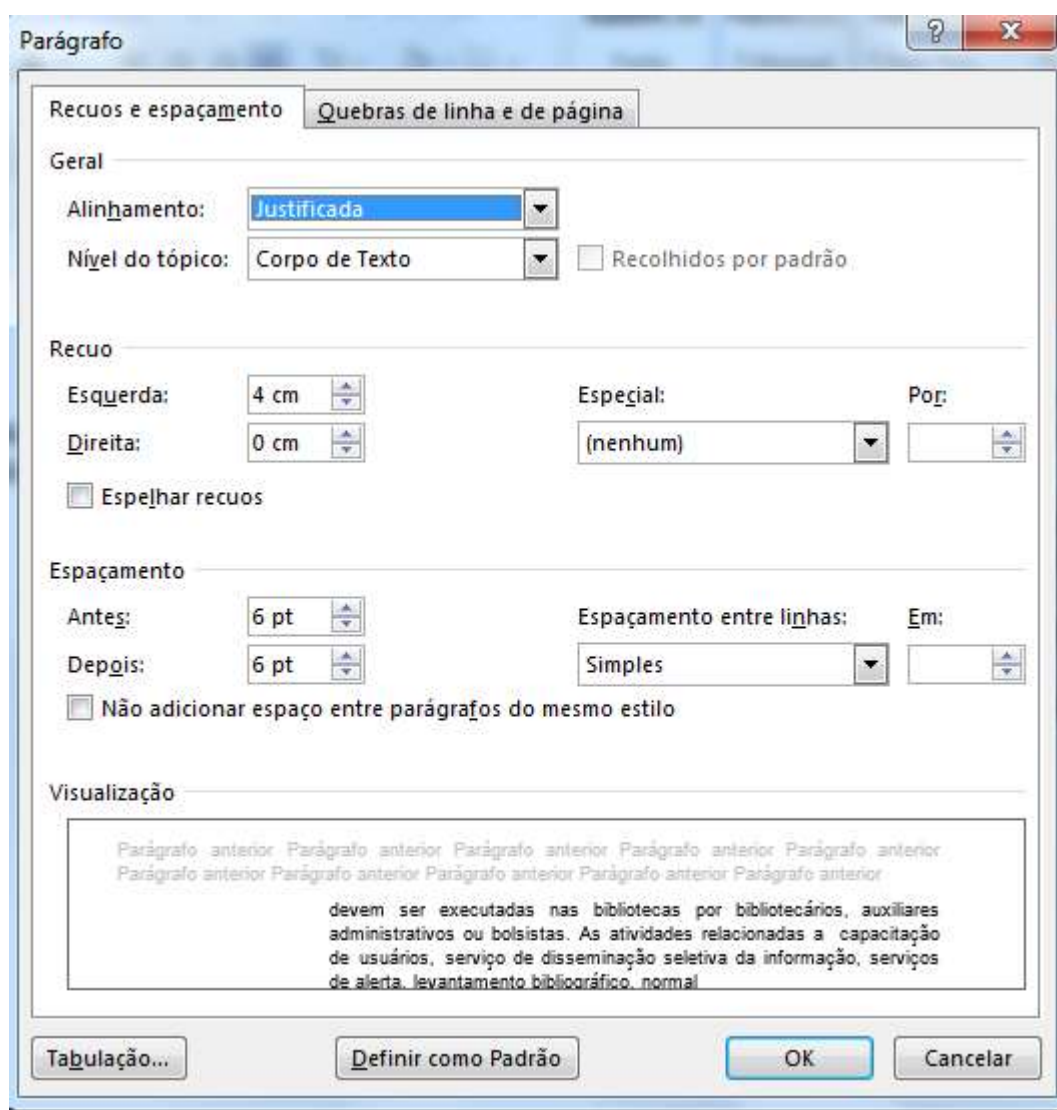 Parágrafo
Recuos e espaçamento Quebras de linha e de página
Geral
Alinhamento: Justificada
Nível do tópico: Corpo de Texto Recolhidos por padrão
Recuo
Esquerda: 4 cm Especial: Por:
Direita: 0 cm (nenhum)
Espelhar recuos
Espaçamento
Antes: 6 pt Espaçamento entre linhas: Em:
Depois: 6 pt Simples
Não adicionar espaço entre parágrafos do mesmo estilo
Visualização
Parágrafo anterior Parágrafo anterior Parágrafo anterior Parágrafo anterior Parágrafo anterior
Parágrafo anterior Parágrafo anterior Parágrafo anterior Parágrafo anterior Parágrafo anterior
devem ser executadas nas bibliotecas por bibliotecários, auxiliares
administrativos ou bolsistas. As atividades relacionadas a capacitação
de usuários, serviço de disseminação seletiva da informação, serviços
de alerta, levantamento bibliográfico, normal
Tabulação... Definir como Padrão OK Cancelar